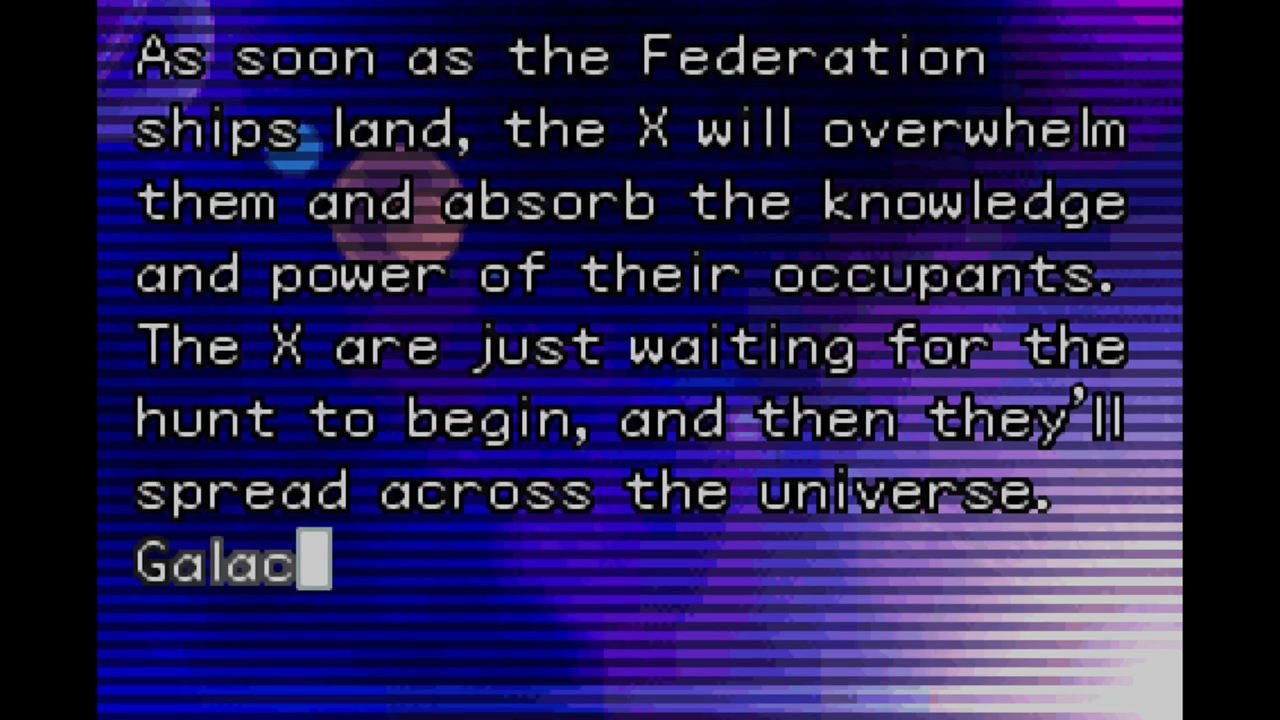 As soon as the Federation
ships land, the X will overwhelm
them and absorb the knowledge
and power of their occupants.
The X are just waiting for the
hunt to begin, and then they'll
spread across the universe.
Galac